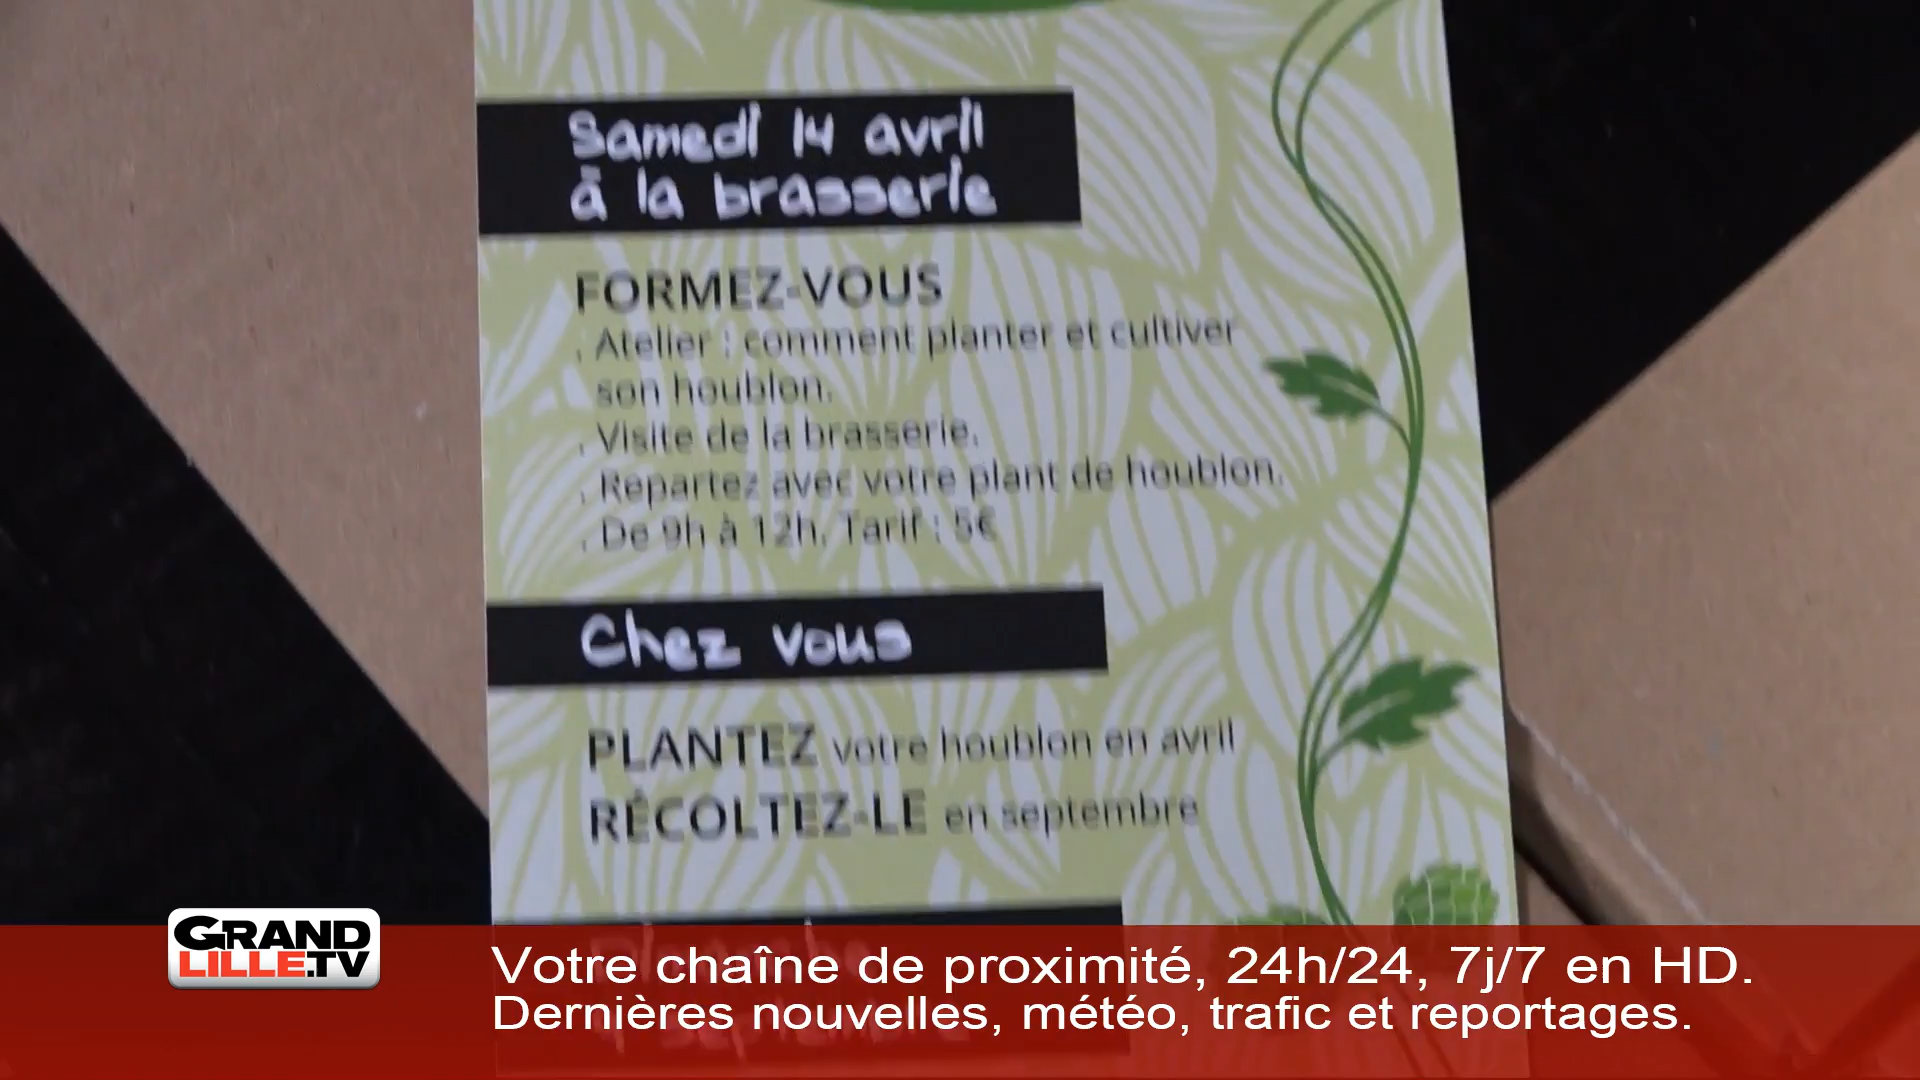 Samedi 14 avril
à la brasserie
FORMEZ-VOUS
. Atelier : comment planter et cultiver
son houblon.
. Visite de la brasserie.
. Repartez avec votre plant de houblon.
. De 9h à 12h. Tarif : 5€
Chez vous
PLANTEZ votre houblon en avril
RÉCOLTEZ-LE en septembre
GRAND
LILLE.TV
Votre chaîne de proximité, 24h/24, 7j/7 en HD.
Dernières nouvelles, météo, trafic et reportages.